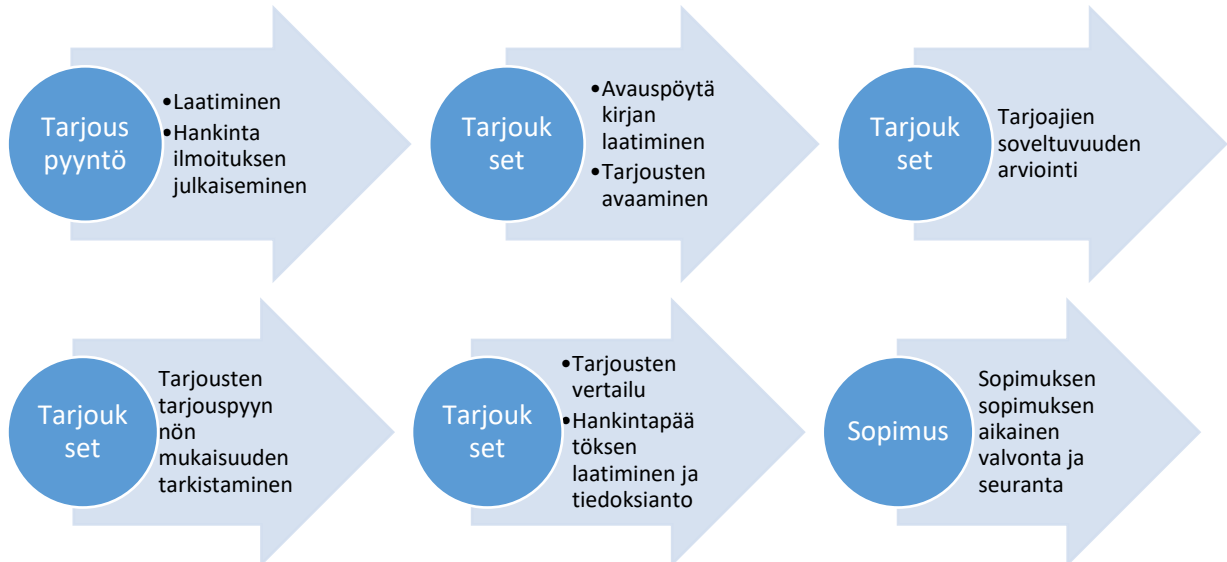 Tarjous
pyyntö
•Laatiminen
•Hankinta
ilmoituksen
julkaiseminen
Tarjouk
set
•Avauspöytä
kirjan
laatiminen
•Tarjousten
avaaminen
Tarjouk
set
Tarjoajien
soveltuvuuden
arviointi
Tarjouk
set
Tarjousten
tarjouspyyn
nön
mukaisuuden
tarkistaminen
Tarjouk
set
•Tarjousten
vertailu
•Hankintapää
töksen
laatiminen ja
tiedoksianto
Sopimus
Sopimuksen
sopimuksen
aikainen
valvonta ja
seuranta